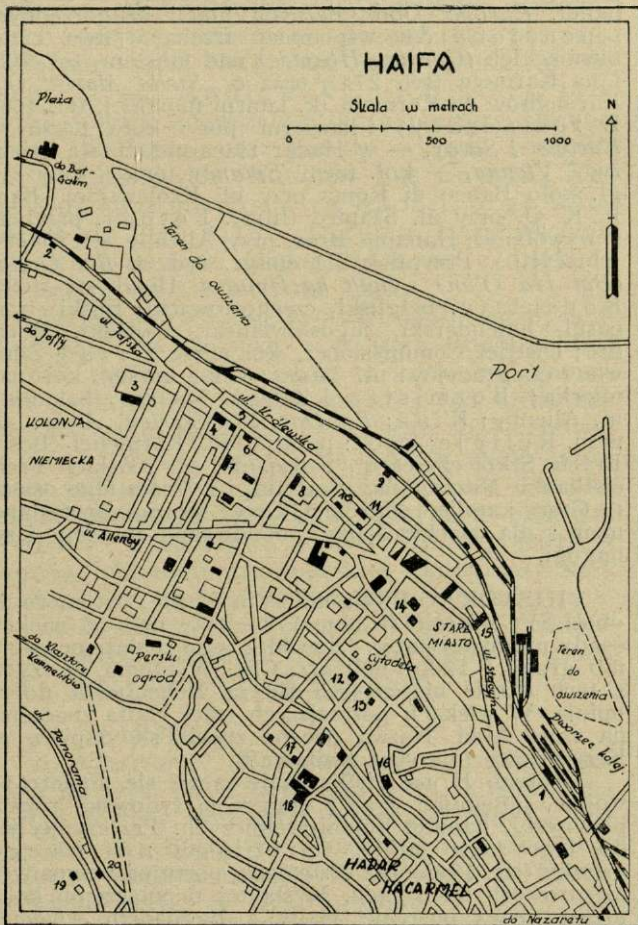 HAIFA
Skala w metrach
0 500 1000
N
Plaża
do Bat-
Galim
2
Teren do osuszenia
ul. Jafska
do Jaffy
Port
3
KOLONJA
NIEMIECKA
ul. Królewska
4
5
6
7
8
9
10
11
ul. Allenby
14
STARE
MIASTO
15
ul. Stacyjna
Teren
do
osuszenia
Cytadela
Perski
ogród
do Klasztoru
Karmelitów
12
13
ul. Panorama
17
16
18
Dworzec kolej.
1
HADAR
HACARMEL
19
20
do Nazaretu